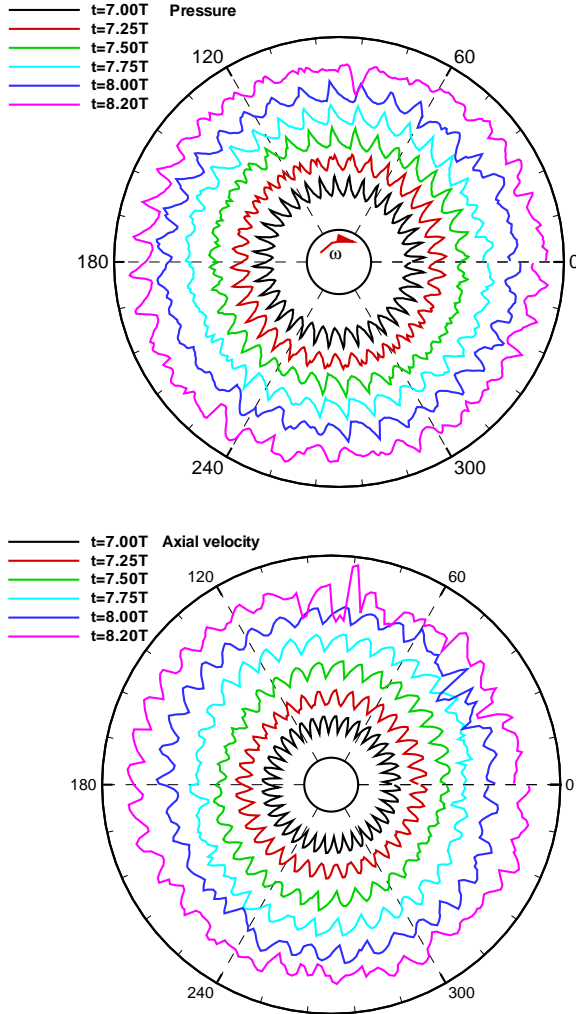 t=7.00T Pressure
t=7.25T
t=7.50T
t=7.75T
t=8.00T
t=8.20T
120
60
180
ω
0
240
300
t=7.00T Axial velocity
t=7.25T
t=7.50T
t=7.75T
t=8.00T
t=8.20T
120
60
180
0
240
300